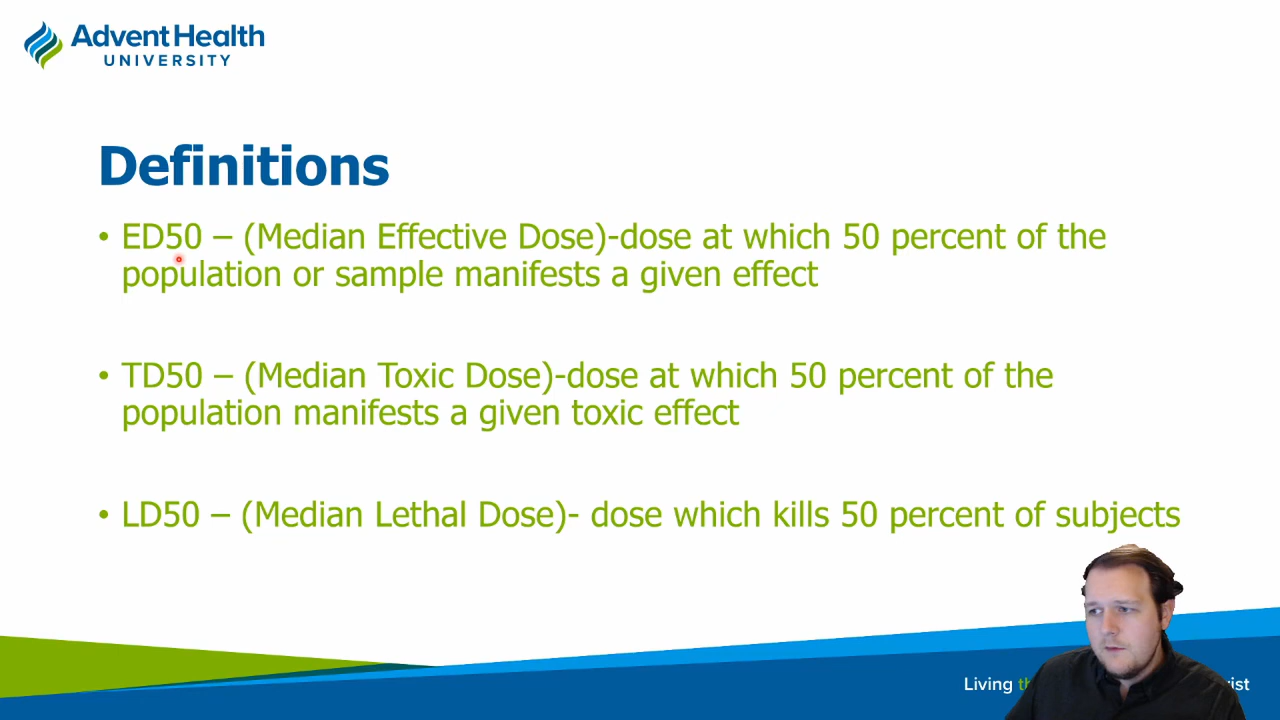 AdventHealth
UNIVERSITY
Definitions
• ED50 – (Median Effective Dose)-dose at which 50 percent of the
population or sample manifests a given effect
• TD50 – (Median Toxic Dose)-dose at which 50 percent of the
population manifests a given toxic effect
• LD50 – (Median Lethal Dose)- dose which kills 50 percent of subjects
Living